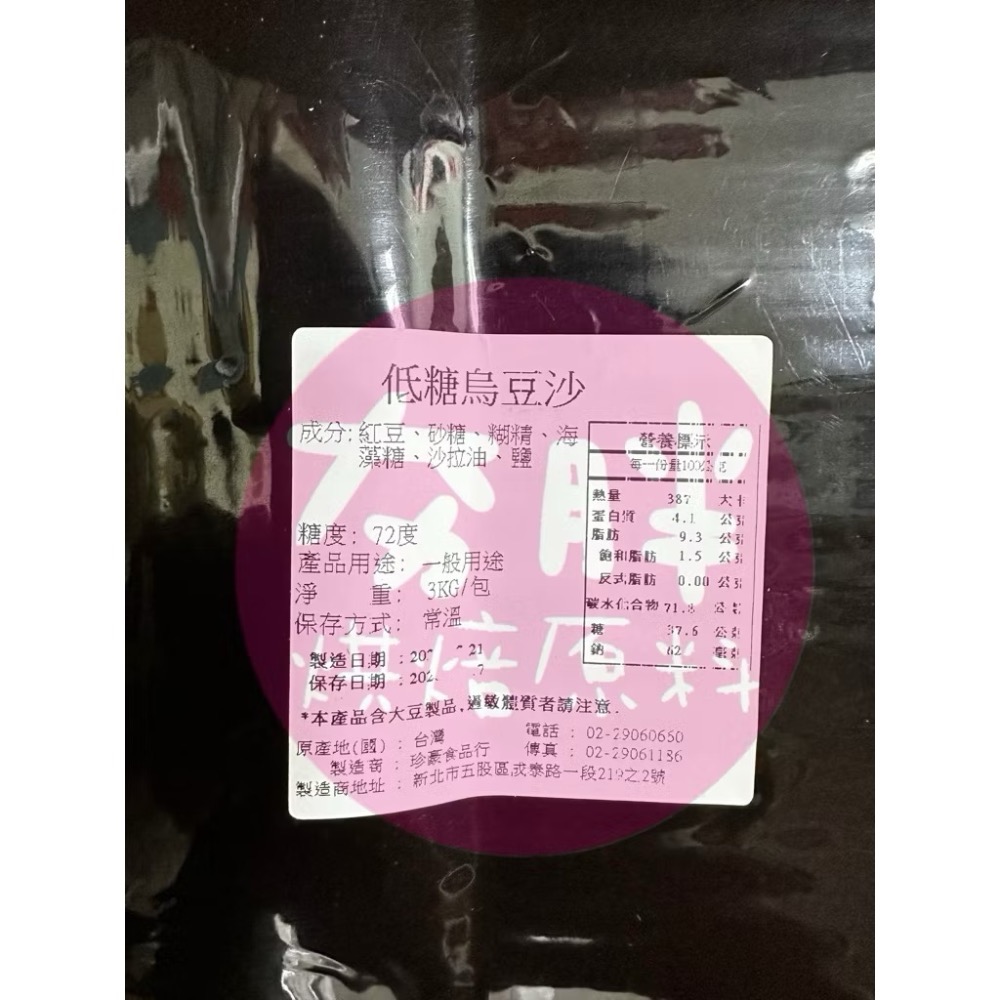 低糖烏豆沙
成分：紅豆、砂糖、糊精、海
藻糖、沙拉油、鹽
糖度：72度
產品用途：一般用途
淨 重：3KG/包
保存方式：常溫
製造日期：
保存日期：
*本產品含大豆製品,過敏體質者請注意.
原產地(國)：台灣
電話：02-29060660
製造商：珍豪食品行
傳真：02-29061186
製造商地址：新北市五股區成泰路一段219之2號
營養標示
每一份量100公克
熱量 387 大卡
蛋白質 4.1 公克
脂肪 9.3 公克
飽和脂肪 1.5 公克
反式脂肪 0.00 公克
碳水化合物 71.8 公克
糖 37.6 公克
鈉 62 毫克
胖
烘焙原料